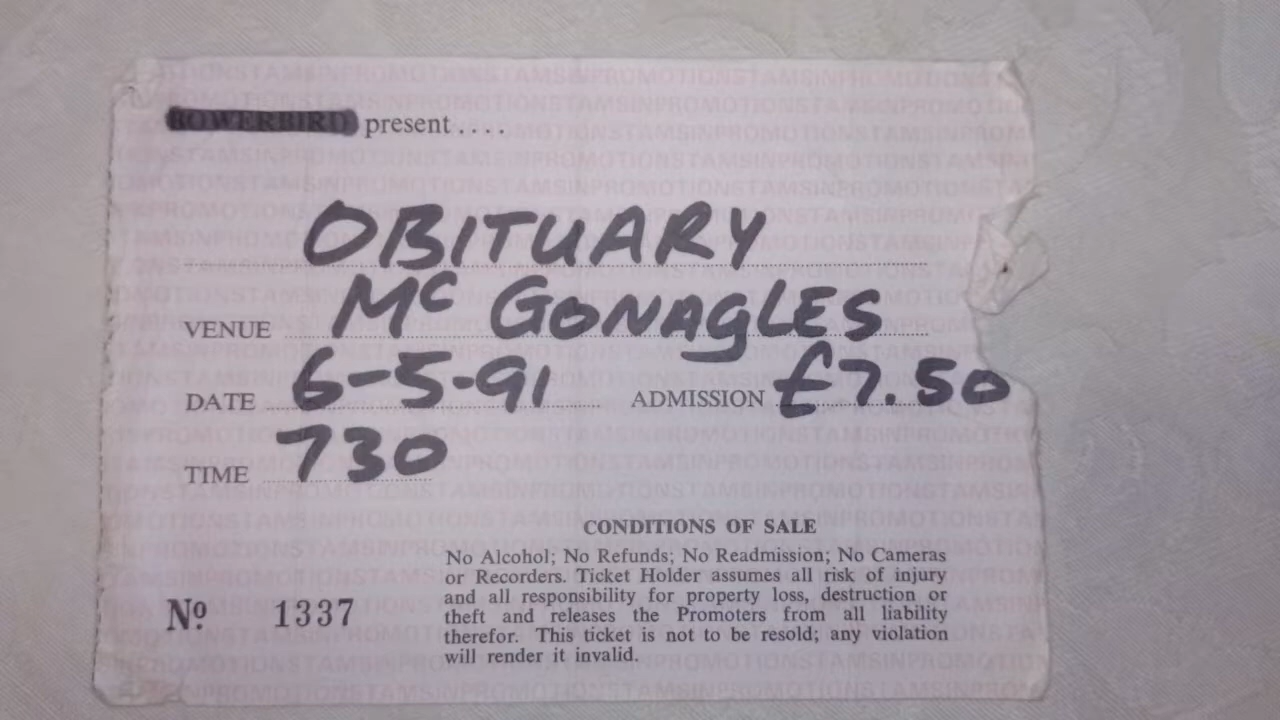 BOWERBIRD present....
OBITUARY
VENUE Mc GONAGLES
DATE 6-5-91 ADMISSION £7.50
TIME 730
CONDITIONS OF SALE
No Alcohol; No Refunds; No Readmission; No Cameras
or Recorders. Ticket Holder assumes all risk of injury
and all responsibility for property loss, destruction or
theft and releases the Promoters from all liability
therefor. This ticket is not to be resold; any violation
will render it invalid.
Nº 1337